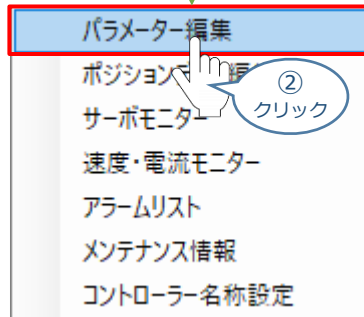 パラメーター編集
ポジション
②
クリック
サーボモニター
速度・電流モニター
アラームリスト
メンテナンス情報
コントローラー名称設定